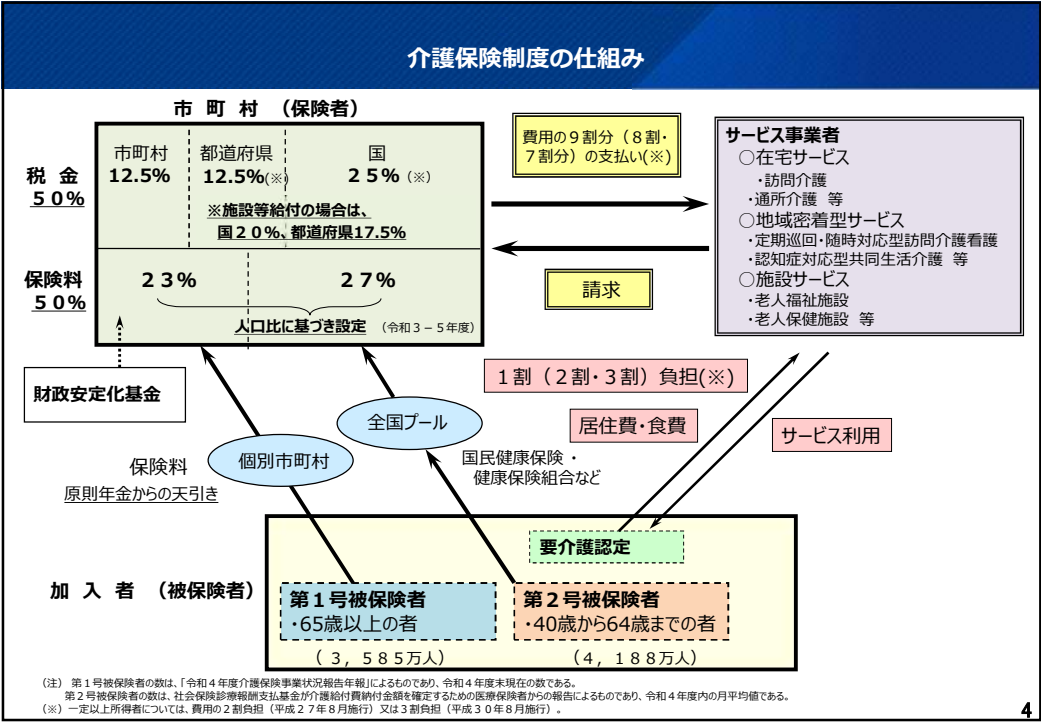 介護保険制度の仕組み
市 町 村 （保険者）
税 金
５０%
市町村
12.5%
都道府県
12.5%(※)
国
２５%（※）
※施設等給付の場合は、
国２０％、都道府県17.5%
保険料
５０%
２３%
２７%
人口比に基づき設定 （令和３－５年度）
財政安定化基金
費用の９割分（８割・
７割分）の支払い(※)
請求
サービス事業者
○在宅サービス
・訪問介護
・通所介護 等
○地域密着型サービス
・定期巡回・随時対応型訪問介護看護
・認知症対応型共同生活介護 等
○施設サービス
・老人福祉施設
・老人保健施設 等
１割（２割・３割）負担(※)
居住費・食費
サービス利用
全国プール
国民健康保険 ・
健康保険組合など
個別市町村
保険料
原則年金からの天引き
要介護認定
加 入 者 （被保険者）
第１号被保険者
・65歳以上の者
（３，５８５万人）
第２号被保険者
・40歳から64歳までの者
（４，１８８万人）
（注） 第１号被保険者の数は、「令和４年度介護保険事業状況報告年報」によるものであり、令和４年度末現在の数である。
第２号被保険者の数は、社会保険診療報酬支払基金が介護給付費納付金額を確定するための医療保険者からの報告によるものであり、令和４年度内の月平均値である。
（※）一定以上所得者については、費用の２割負担（平成２７年８月施行）又は３割負担（平成３０年８月施行）。
4